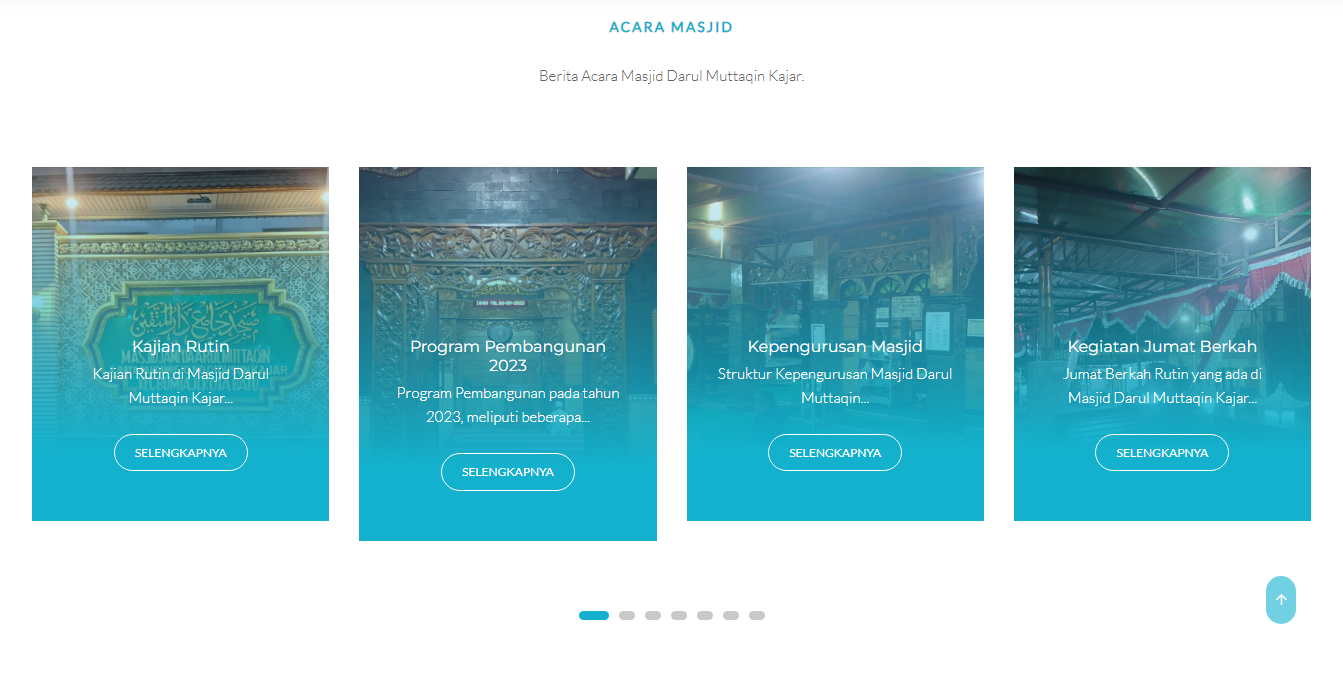 ACARA MASJID
Berita Acara Masjid Darul Muttaqin Kajar.
Kajian Rutin
Kajian Rutin di Masjid Darul
Muttaqin Kajar...
SELENGKAPNYA
Program Pembangunan
2023
Program Pembangunan pada tahun
2023, meliputi beberapa...
SELENGKAPNYA
Kepengurusan Masjid
Struktur Kepengurusan Masjid Darul
Muttaqin...
SELENGKAPNYA
Kegiatan Jumat Berkah
Jumat Berkah Rutin yang ada di
Masjid Darul Muttaqin Kajar...
SELENGKAPNYA